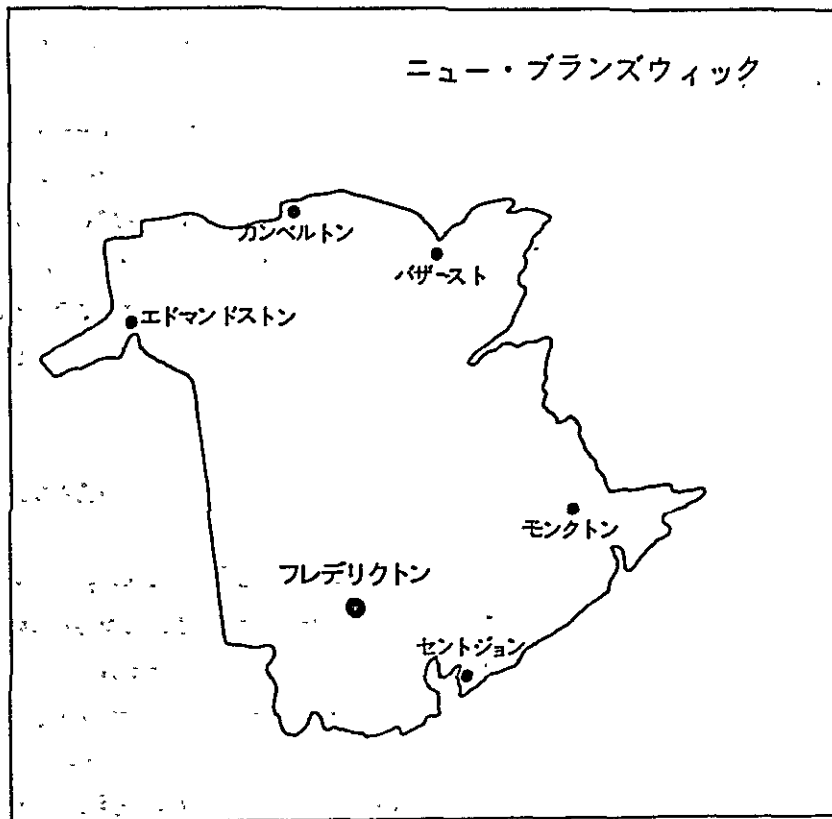 ニュー・ブランズウィック
カンベルトン
バザースト
エドマンドストン
モンクトン
フレデリクトン
セントジョン